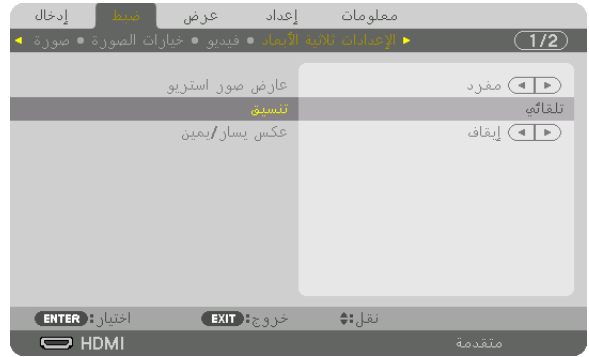 إدخال ضبط عرض إعداد معلومات
صورة • خيارات الصورة • فيديو • الإعدادات ثلاثية الأبعاد 1/2
عارض صور استريو مفرد
تنسيق تلقائي
عكس يسار/يمين إيقاف
ENTER: اختيار EXIT: خروج نقل:
HDMI متقدمة